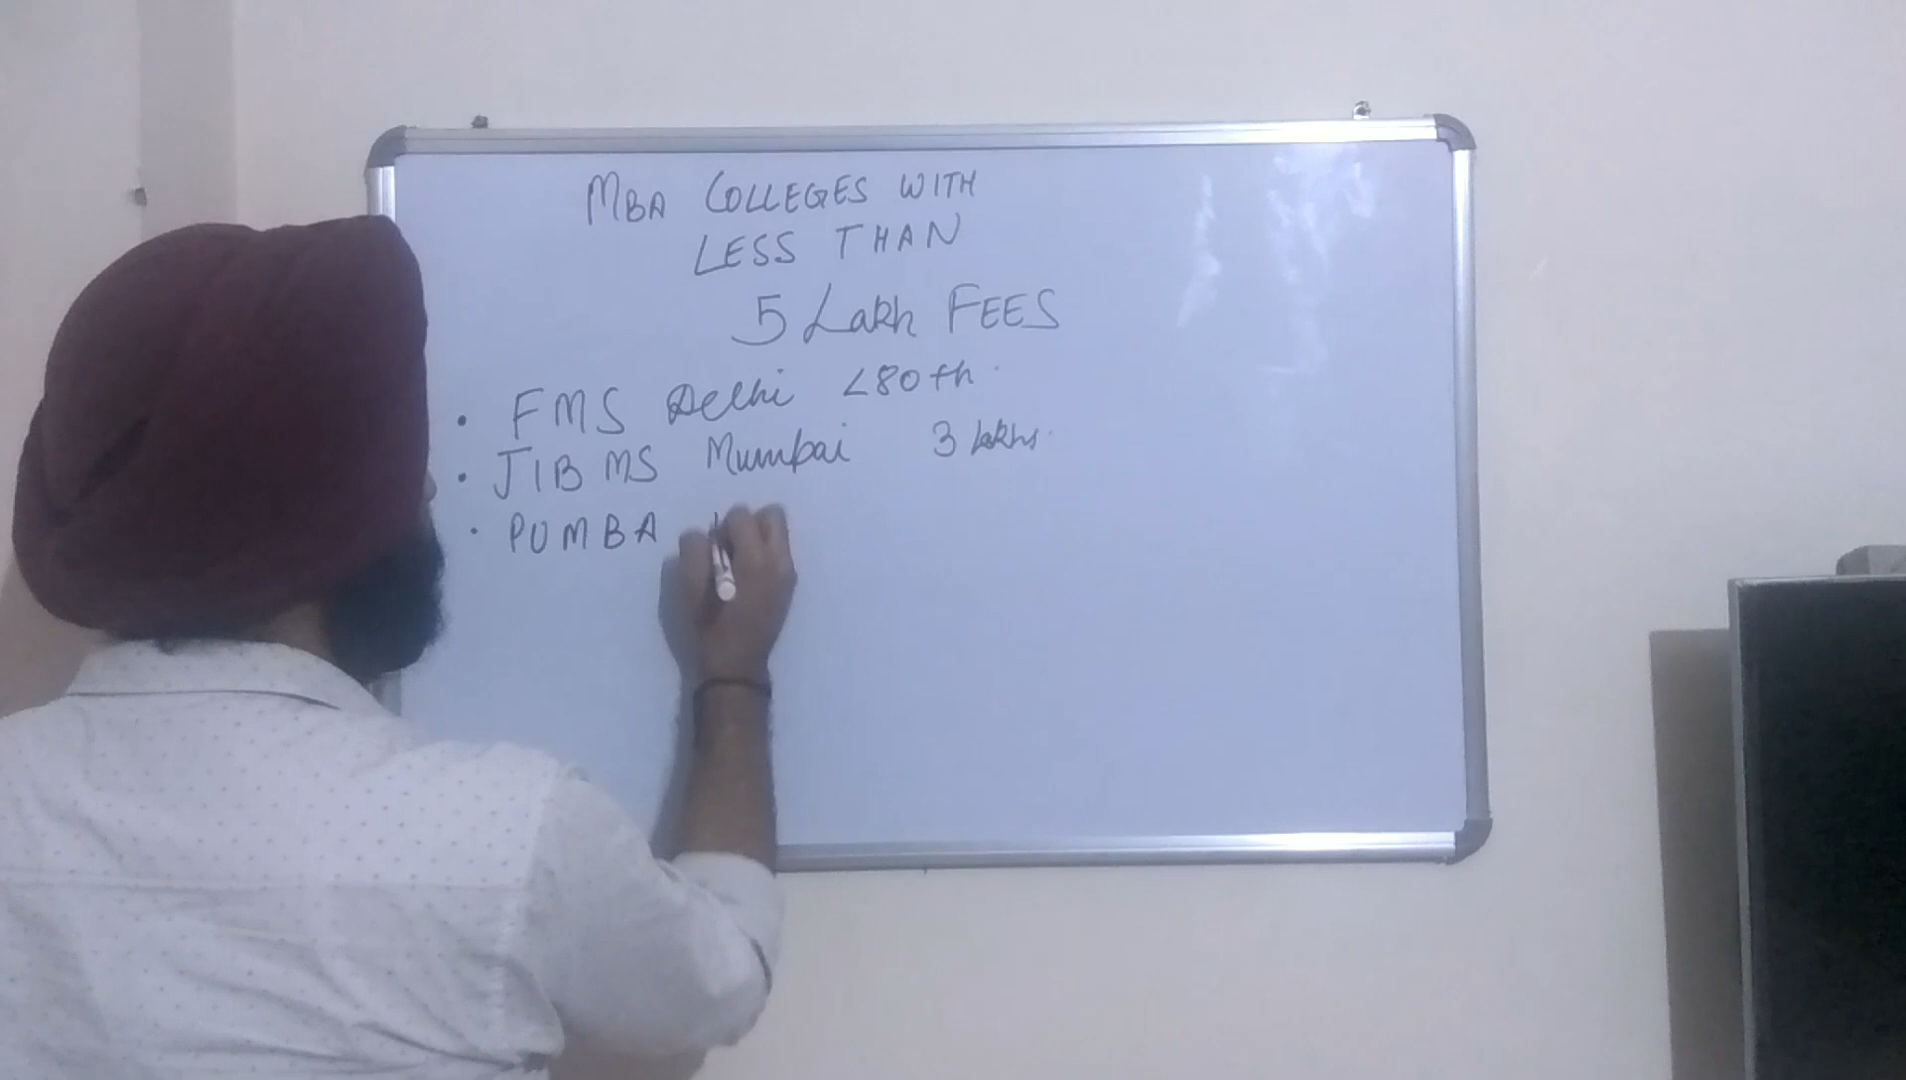 MBA COLLEGES WITH
LESS THAN
5 Lakh FEES
• FMS Delhi <80th.
• JIBMS Mumbai 3 Lakhs.
• PUMBA